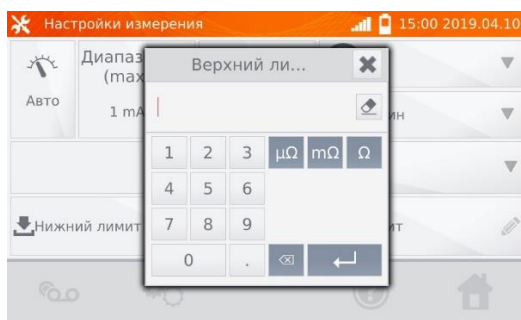 Настройки измерения 15:00 2019.04.10
Диапаз
(max
Верхний ли...
Авто
1 mA
ин
1 2 3 μΩ mΩ Ω
4 5 6
Нижний лимит 7 8 9 ит
0 .